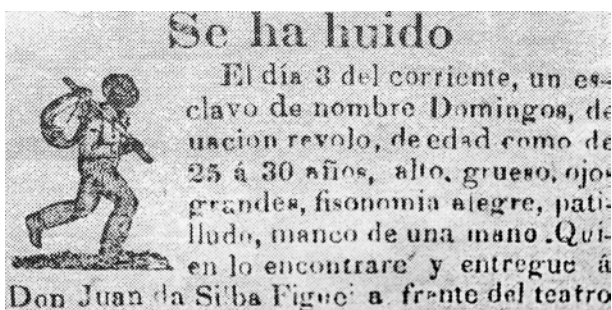 Se ha huido
El día 3 del corriente, un es-
clavo de nombre Domingos, de
nacion revolo, de edad como de
25 á 30 años, alto, grueso, ojos
grandes, fisonomia alegre, pati-
lludo, manco de una mano .Qui-
en lo encontrare y entregue á
Don Juan da Silba Figuei a frente del teatro